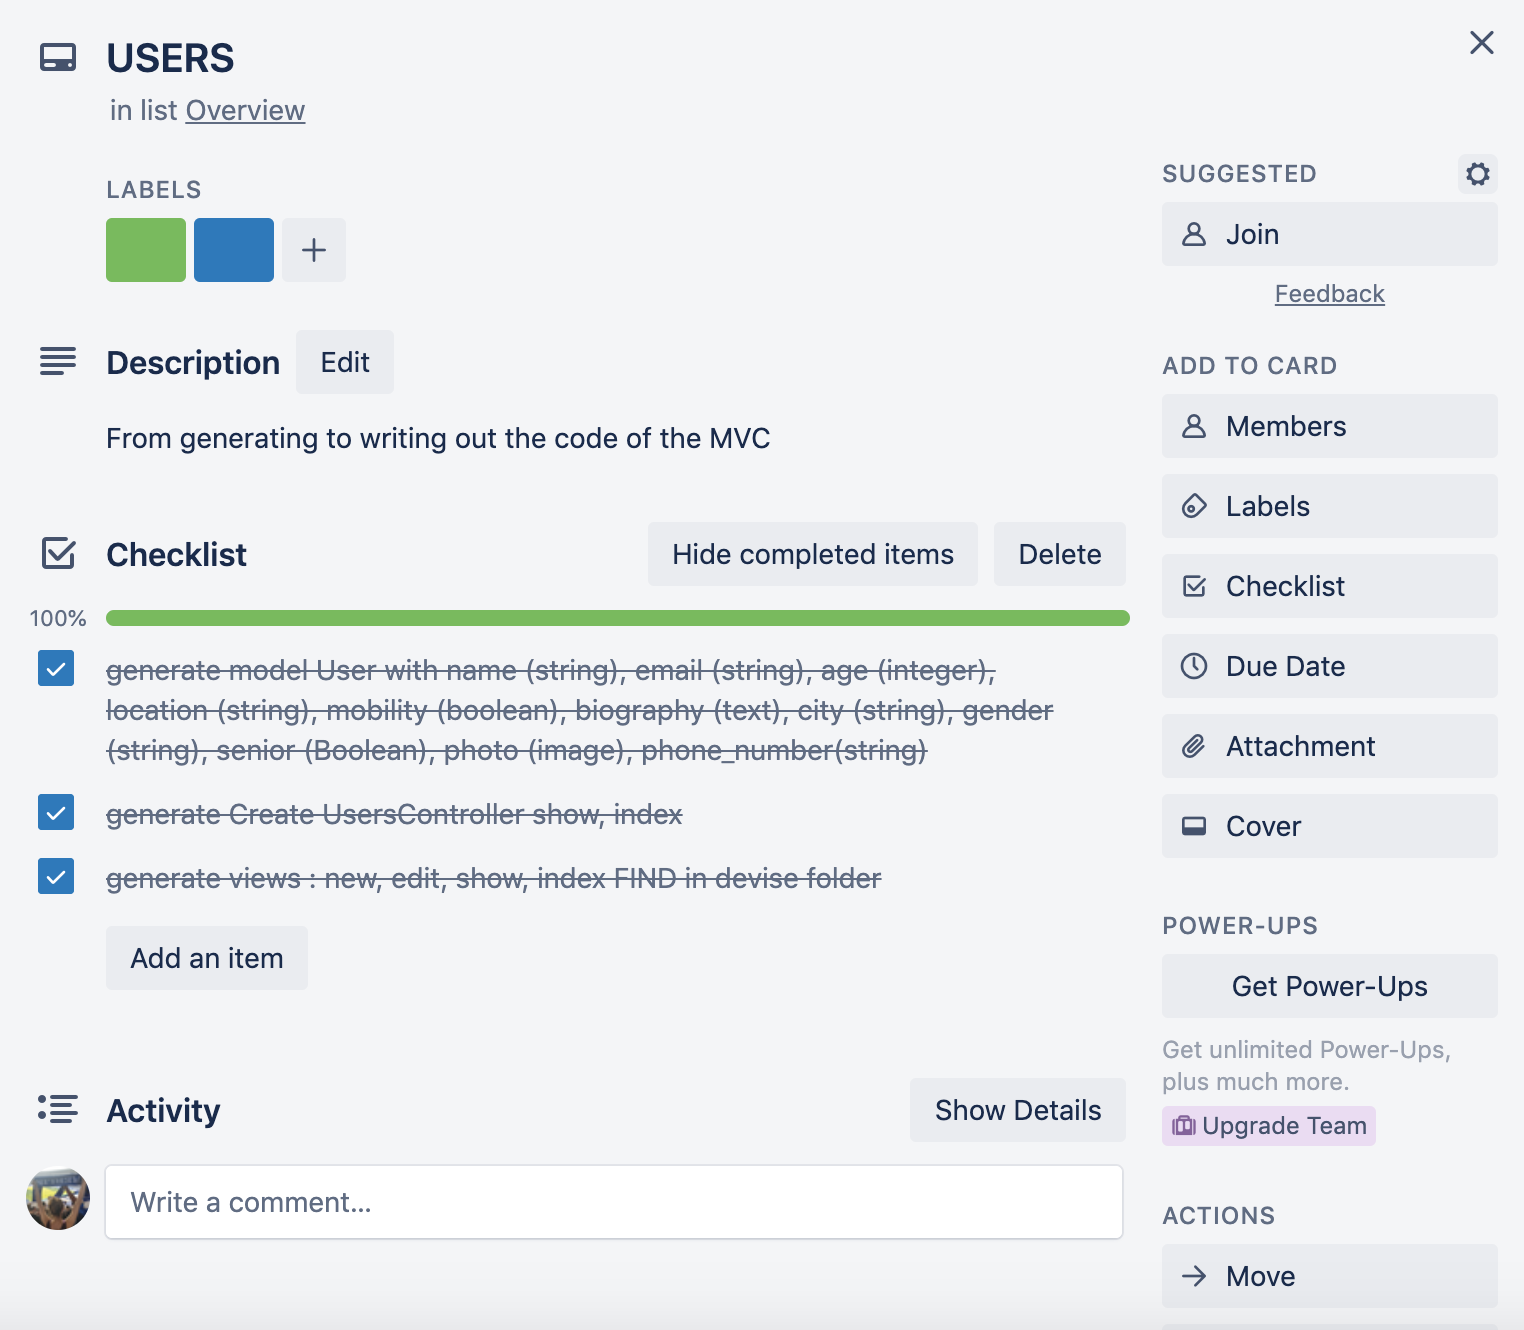 USERS
in list Overview
LABELS
Description
Edit
From generating to writing out the code of the MVC
Checklist
Hide completed items
Delete
100%
generate model User with name (string), email (string), age (integer),
location (string), mobility (boolean), biography (text), city (string), gender
(string), senior (Boolean), photo (image), phone_number(string)
generate Create UsersController show, index
generate views : new, edit, show, index FIND in devise folder
Add an item
Activity
Show Details
Write a comment...
SUGGESTED
Join
Feedback
ADD TO CARD
Members
Labels
Checklist
Due Date
Attachment
Cover
POWER-UPS
Get Power-Ups
Get unlimited Power-Ups,
plus much more.
Upgrade Team
ACTIONS
Move